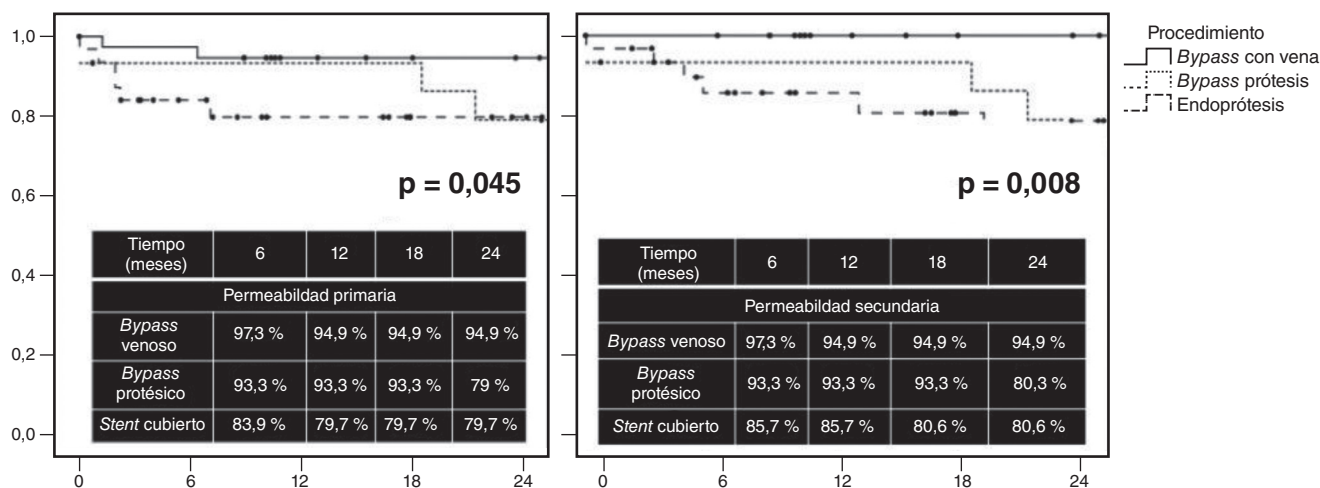 1,0
0,8
0,6
0,4
0,2
0,0
p = 0,045
Tiempo (meses) 6 12 18 24
Permeabildad primaria
Bypass venoso 97,3 % 94,9 % 94,9 % 94,9 %
Bypass protésico 93,3 % 93,3 % 93,3 % 79 %
Stent cubierto 83,9 % 79,7 % 79,7 % 79,7 %
0 6 12 18 24
p = 0,008
Tiempo (meses) 6 12 18 24
Permeabildad secundaria
Bypass venoso 97,3 % 94,9 % 94,9 % 94,9 %
Bypass protésico 93,3 % 93,3 % 93,3 % 80,3 %
Stent cubierto 85,7 % 85,7 % 80,6 % 80,6 %
0 6 12 18 24
Procedimiento
Bypass con vena
Bypass prótesis
Endoprótesis